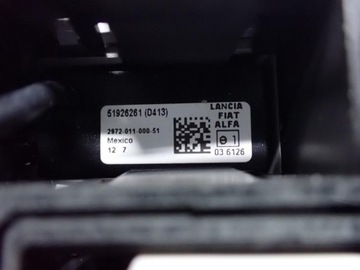 51926261 (D413)
LANCIA
FIAT
ALFA
2872-011-000-51
Mexico
12 7
e 1
03 6126